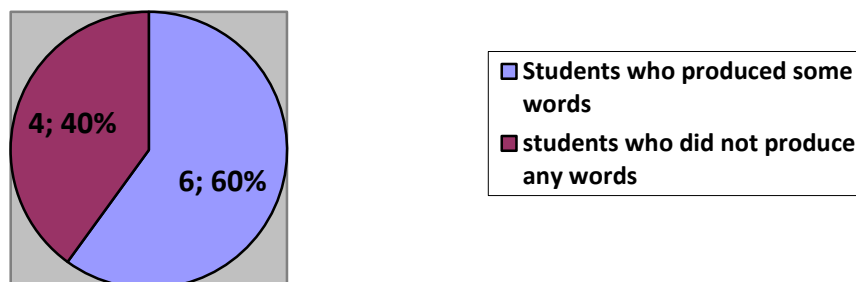 4; 40%
6; 60%
Students who produced some
words
students who did not produce
any words